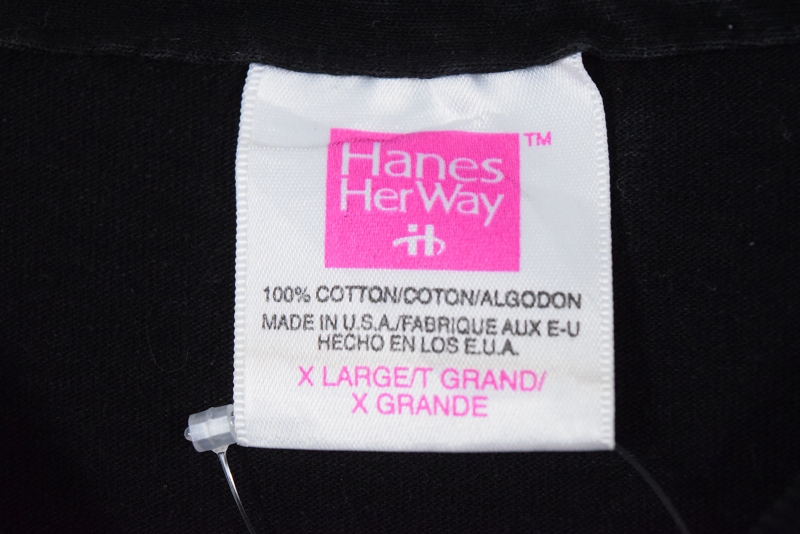 Hanes
Her Way
TM
100% COTTON/COTON/ALGODON
MADE IN U.S.A./FABRIQUE AUX E-U
HECHO EN LOS E.U.A.
X LARGE/T GRAND/
X GRANDE